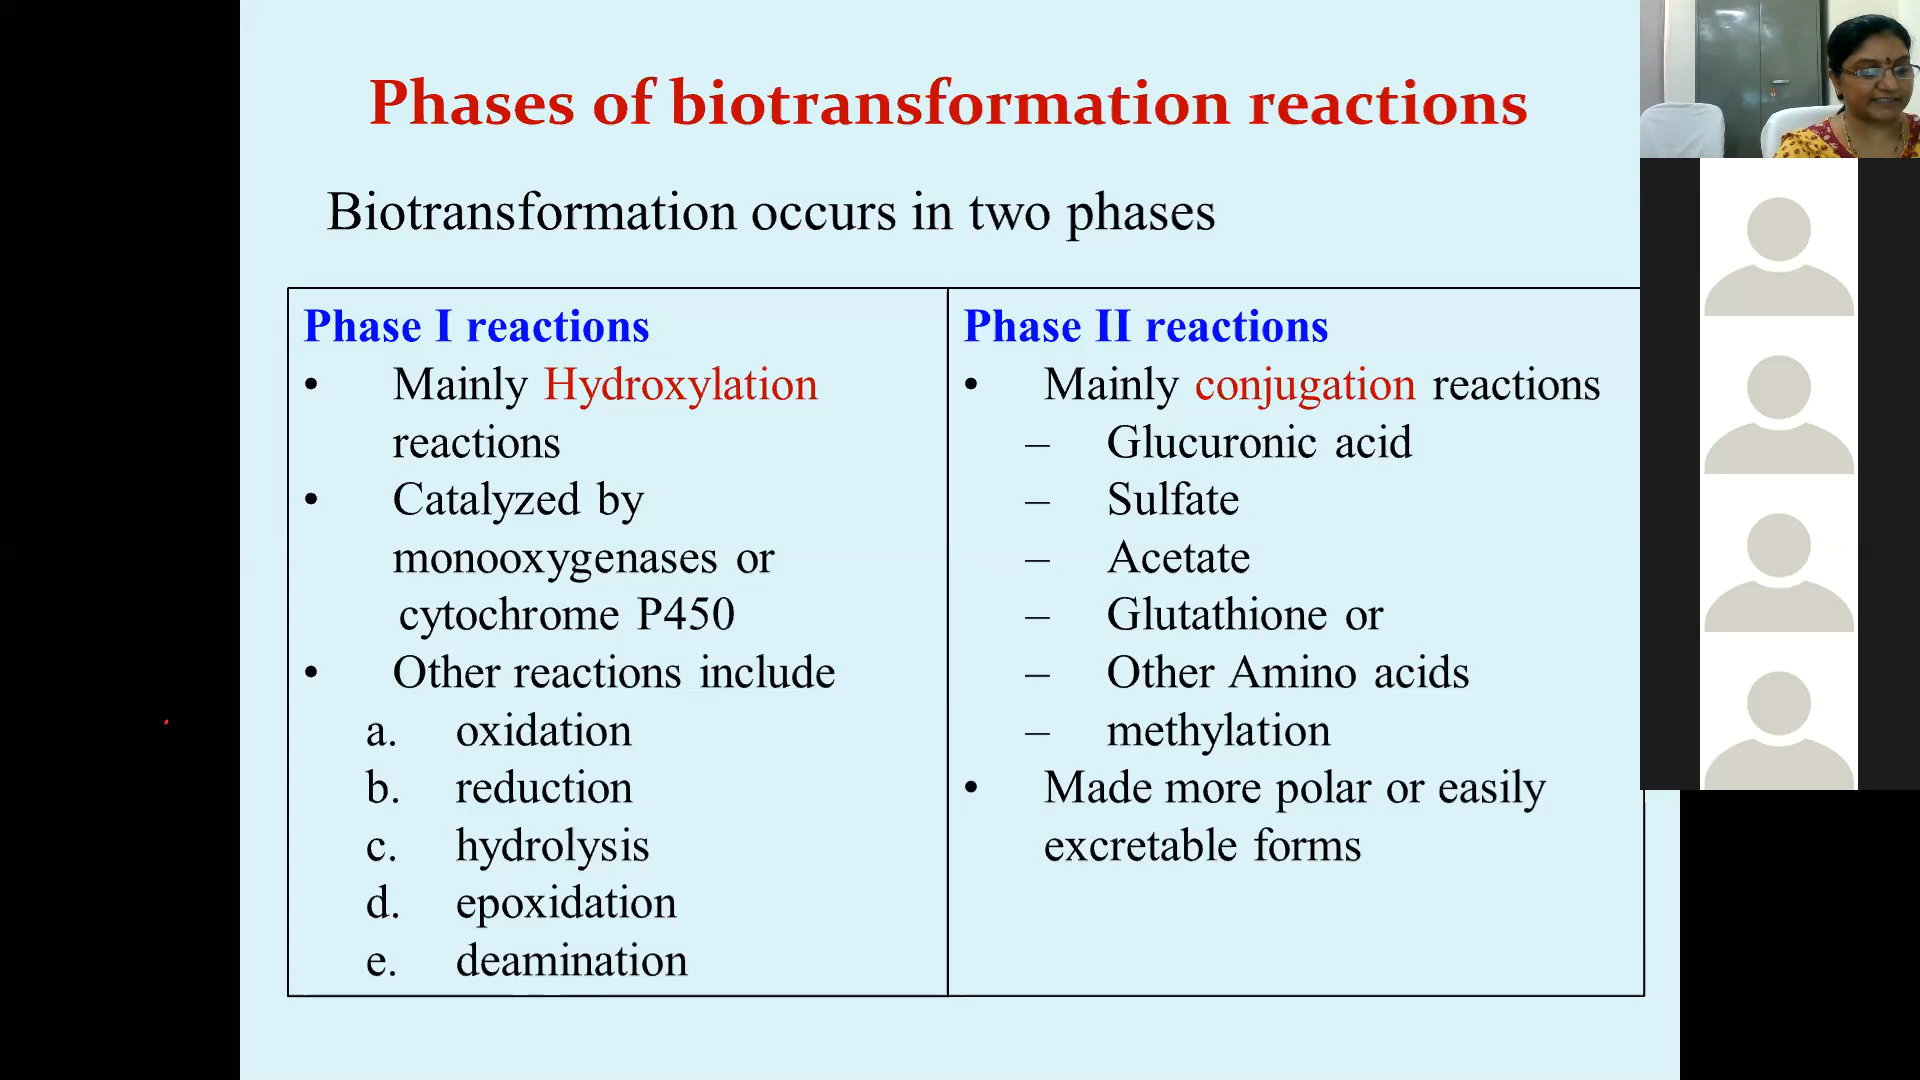 Phases of biotransformation reactions
Biotransformation occurs in two phases
Phase I reactions
• Mainly Hydroxylation
reactions
• Catalyzed by
monooxygenases or
cytochrome P450
• Other reactions include
a. oxidation
b. reduction
c. hydrolysis
d. epoxidation
e. deamination
Phase II reactions
• Mainly conjugation reactions
– Glucuronic acid
– Sulfate
– Acetate
– Glutathione or
– Other Amino acids
– methylation
• Made more polar or easily
excretable forms